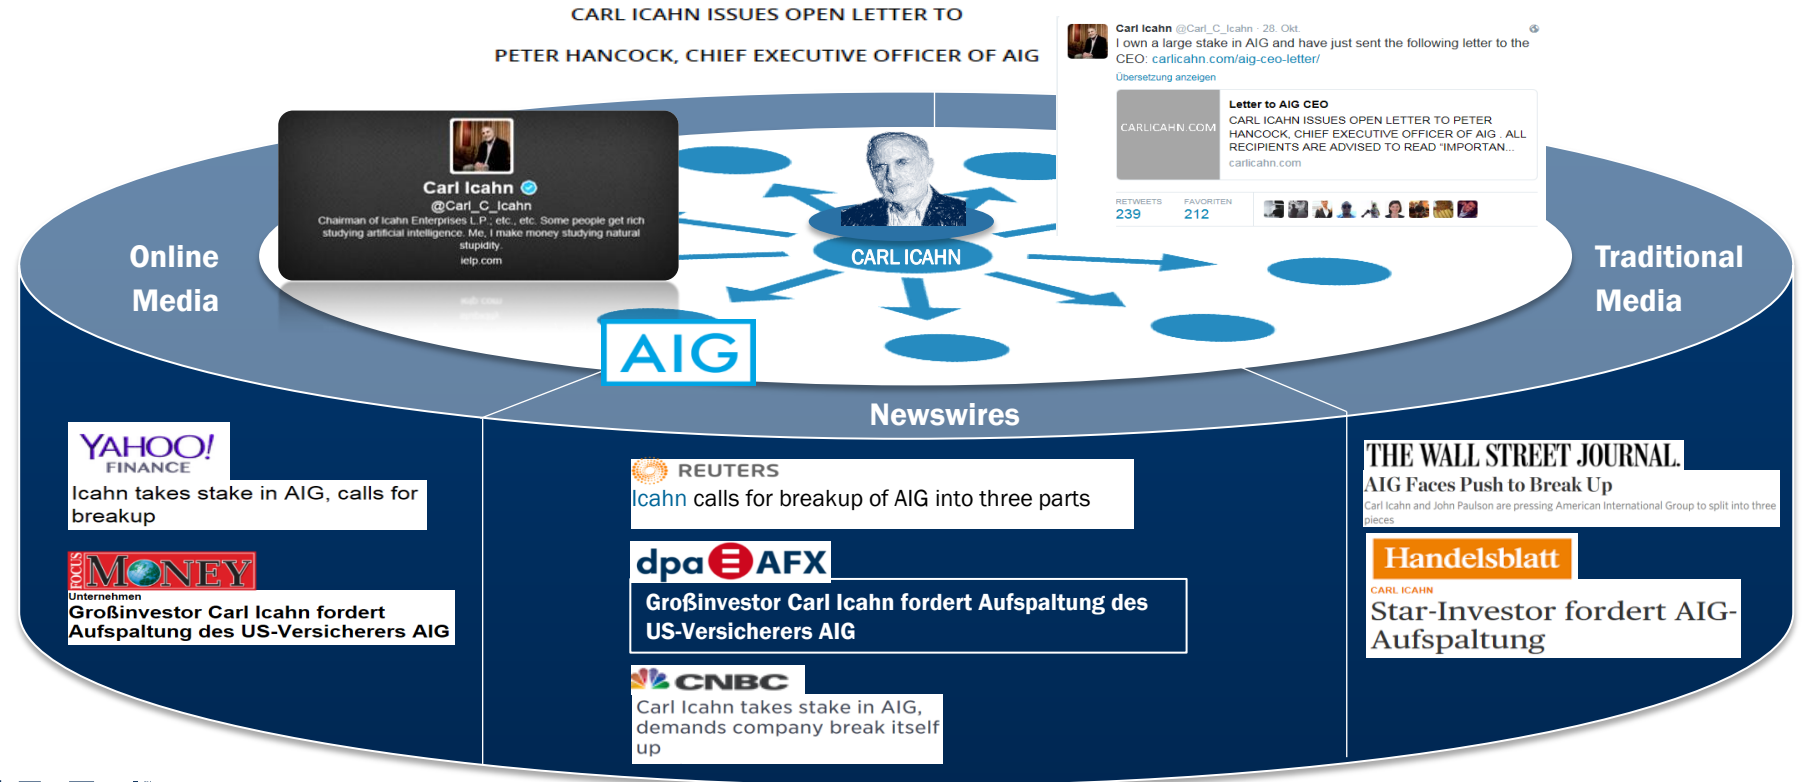 CARL ICAHN ISSUES OPEN LETTER TO
PETER HANCOCK, CHIEF EXECUTIVE OFFICER OF AIG
Carl Icahn @Carl_C_Icahn · 28. Okt.
I own a large stake in AIG and have just sent the following letter to the
CEO: carlicahn.com/aig-ceo-letter/
Übersetzung anzeigen
CARLICAHN.COM
Letter to AIG CEO
CARL ICAHN ISSUES OPEN LETTER TO PETER
HANCOCK, CHIEF EXECUTIVE OFFICER OF AIG . ALL
RECIPIENTS ARE ADVISED TO READ "IMPORTAN...
carlicahn.com
RETWEETS
239
FAVORITEN
212
Carl Icahn
@Carl_C_Icahn
Chairman of Icahn Enterprises L.P.; etc., etc. Some people get rich
studying artificial intelligence. Me, I make money studying natural
stupidity.
ielp.com
CARL ICAHN
Online
Media
Traditional
Media
AIG
Newswires
YAHOO!
FINANCE
Icahn takes stake in AIG, calls for
breakup
FOCUS
MONEY
Unternehmen
Großinvestor Carl Icahn fordert
Aufspaltung des US-Versicherers AIG
REUTERS
Icahn calls for breakup of AIG into three parts
dpa AFX
Großinvestor Carl Icahn fordert Aufspaltung des
US-Versicherers AIG
CNBC
Carl Icahn takes stake in AIG,
demands company break itself
up
THE WALL STREET JOURNAL.
AIG Faces Push to Break Up
Carl Icahn and John Paulson are pressing American International Group to split into three
pieces
Handelsblatt
CARL ICAHN
Star-Investor fordert AIG-
Aufspaltung